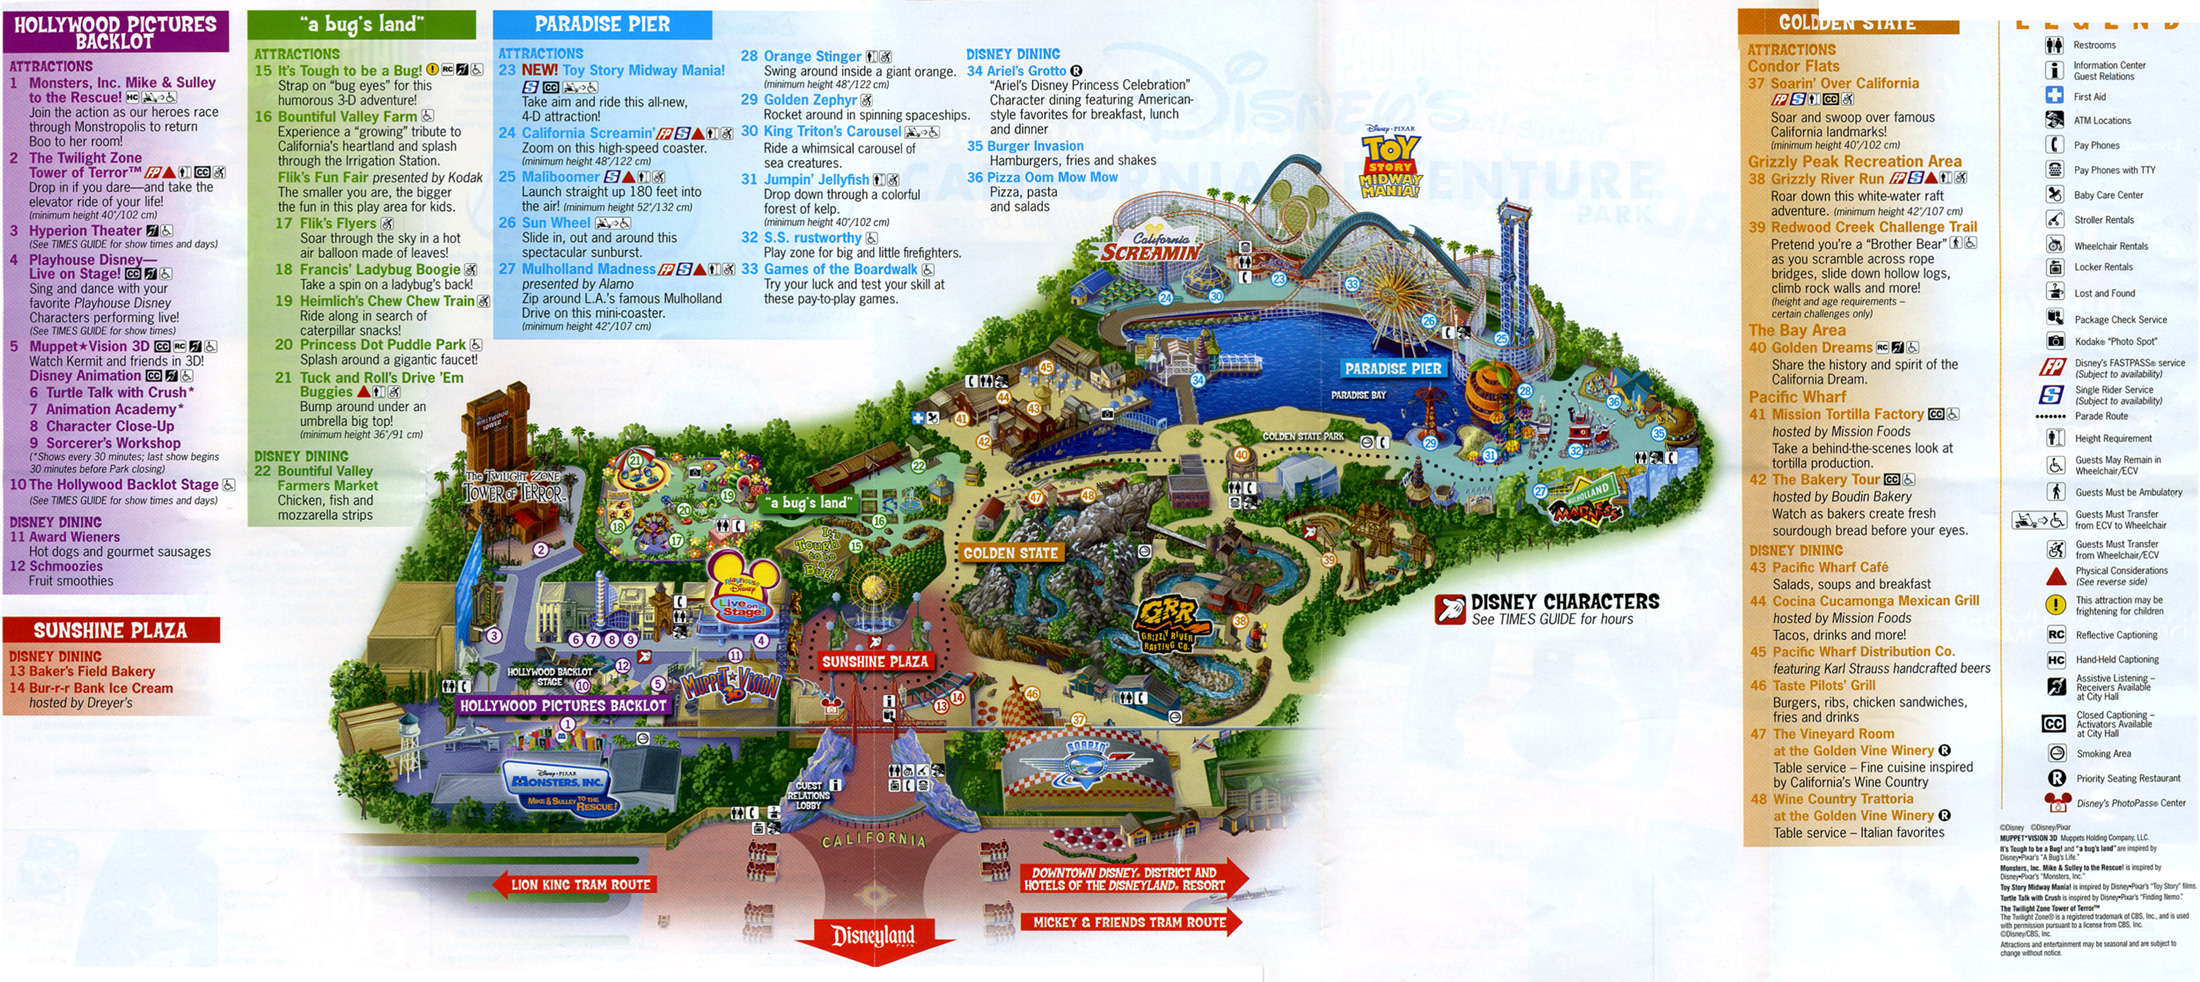 HOLLYWOOD PICTURES
BACKLOT
ATTRACTIONS
1 Monsters, Inc. Mike & Sulley
to the Rescue! HC
Join the action as our heroes race
through Monstropolis to return
Boo to her room!
2 The Twilight Zone
Tower of Terror™ FP CC
Drop in if you dare—and take the
elevator ride of your life!
(minimum height 40"/102 cm)
3 Hyperion Theater
(See TIMES GUIDE for show times and days)
4 Playhouse Disney—
Live on Stage! CC
Sing and dance with your
favorite Playhouse Disney
Characters performing live!
(See TIMES GUIDE for show times)
5 Muppet★Vision 3D CC RC
Watch Kermit and friends in 3D!
Disney Animation CC
6 Turtle Talk with Crush*
7 Animation Academy*
8 Character Close-Up
9 Sorcerer's Workshop
(*Shows every 30 minutes; last show begins
30 minutes before Park closing)
10 The Hollywood Backlot Stage
(See TIMES GUIDE for show times and days)
DISNEY DINING
11 Award Wieners
Hot dogs and gourmet sausages
12 Schmoozies
Fruit smoothies
SUNSHINE PLAZA
DISNEY DINING
13 Baker's Field Bakery
14 Bur-r-r Bank Ice Cream
hosted by Dreyer's
"a bug's land"
ATTRACTIONS
15 It's Tough to be a Bug! ! RC
Strap on "bug eyes" for this
humorous 3-D adventure!
16 Bountiful Valley Farm
Experience a "growing" tribute to
California's heartland and splash
through the Irrigation Station.
Flik's Fun Fair presented by Kodak
The smaller you are, the bigger
the fun in this play area for kids.
17 Flik's Flyers
Soar through the sky in a hot
air balloon made of leaves!
18 Francis' Ladybug Boogie
Take a spin on a ladybug's back!
19 Heimlich's Chew Chew Train
Ride along in search of
caterpillar snacks!
20 Princess Dot Puddle Park
Splash around a gigantic faucet!
21 Tuck and Roll's Drive 'Em
Buggies
Bump around under an
umbrella big top!
(minimum height 36"/91 cm)
DISNEY DINING
22 Bountiful Valley
Farmers Market
Chicken, fish and
mozzarella strips
PARADISE PIER
ATTRACTIONS
23 NEW! Toy Story Midway Mania!
S CC
Take aim and ride this all-new,
4-D attraction!
24 California Screamin' FP S
Zoom on this high-speed coaster.
(minimum height 48"/122 cm)
25 Maliboomer S
Launch straight up 180 feet into
the air! (minimum height 52"/132 cm)
26 Sun Wheel
Slide in, out and around this
spectacular sunburst.
27 Mulholland Madness FP S
presented by Alamo
Zip around L.A.'s famous Mulholland
Drive on this mini-coaster.
(minimum height 42"/107 cm)
28 Orange Stinger
Swing around inside a giant orange.
(minimum height 48"/122 cm)
29 Golden Zephyr
Rocket around in spinning spaceships.
30 King Triton's Carousel
Ride a whimsical carousel of
sea creatures.
31 Jumpin' Jellyfish
Drop down through a colorful
forest of kelp.
(minimum height 40"/102 cm)
32 S.S. rustworthy
Play zone for big and little firefighters.
33 Games of the Boardwalk
Try your luck and test your skill at
these pay-to-play games.
DISNEY DINING
34 Ariel's Grotto R
"Ariel's Disney Princess Celebration"
Character dining featuring American-
style favorites for breakfast, lunch
and dinner
35 Burger Invasion
Hamburgers, fries and shakes
36 Pizza Oom Mow Mow
Pizza, pasta
and salads
Disney · PIXAR
TOY
STORY
MIDWAY
MANIA!
California
SCREAMIN'
PARADISE PIER
PARADISE BAY
GOLDEN STATE PARK
MULHOLLAND
MADNESS
The TWILIGHT ZONE
TOWER OF TERROR™
"a bug's land"
It's
Tough
to be a
Bug!
GOLDEN STATE
Playhouse
Disney
Live on
Stage!
GRR
GRIZZLY RIVER
RAFTING CO.
SUNSHINE PLAZA
HOLLYWOOD BACKLOT
STAGE
MUPPET★VISION
3D
HOLLYWOOD PICTURES BACKLOT
SOARIN'
Disney · PIXAR
MONSTERS, INC.
MIKE & SULLEY TO THE RESCUE!
GUEST
RELATIONS
LOBBY
CALIFORNIA
LION KING TRAM ROUTE
DOWNTOWN DISNEY® DISTRICT AND
HOTELS OF THE DISNEYLAND® RESORT
MICKEY & FRIENDS TRAM ROUTE
Disneyland
PARK
DISNEY CHARACTERS
See TIMES GUIDE for hours
GOLDDEN STATE
ATTRACTIONS
Condor Flats
37 Soarin' Over California
FP S CC
Soar and swoop over famous
California landmarks!
(minimum height 40"/102 cm)
Grizzly Peak Recreation Area
38 Grizzly River Run FP S
Roar down this white-water raft
adventure. (minimum height 42"/107 cm)
39 Redwood Creek Challenge Trail
Pretend you're a "Brother Bear"
as you scramble across rope
bridges, slide down hollow logs,
climb rock walls and more!
(height and age requirements –
certain challenges only)
The Bay Area
40 Golden Dreams RC
Share the history and spirit of the
California Dream.
Pacific Wharf
41 Mission Tortilla Factory CC
hosted by Mission Foods
Take a behind-the-scenes look at
tortilla production.
42 The Bakery Tour CC
hosted by Boudin Bakery
Watch as bakers create fresh
sourdough bread before your eyes.
DISNEY DINING
43 Pacific Wharf Café
Salads, soups and breakfast
44 Cocina Cucamonga Mexican Grill
hosted by Mission Foods
Tacos, drinks and more!
45 Pacific Wharf Distribution Co.
featuring Karl Strauss handcrafted beers
46 Taste Pilots' Grill
Burgers, ribs, chicken sandwiches,
fries and drinks
47 The Vineyard Room
at the Golden Vine Winery R
Table service – Fine cuisine inspired
by California's Wine Country
48 Wine Country Trattoria
at the Golden Vine Winery R
Table service – Italian favorites
LEGEND
Restrooms
Information Center
Guest Relations
First Aid
ATM Locations
Pay Phones
Pay Phones with TTY
Baby Care Center
Stroller Rentals
Wheelchair Rentals
Locker Rentals
Lost and Found
Package Check Service
Kodak® "Photo Spot"
FP Disney's FASTPASS® service
(Subject to availability)
S Single Rider Service
(Subject to availability)
Parade Route
Height Requirement
Guests May Remain in
Wheelchair/ECV
Guests Must be Ambulatory
Guests Must Transfer
from ECV to Wheelchair
Guests Must Transfer
from Wheelchair/ECV
Physical Considerations
(See reverse side)
! This attraction may be
frightening for children
RC Reflective Captioning
HC Hand-Held Captioning
Assistive Listening –
Receivers Available
at City Hall
CC Closed Captioning –
Activators Available
at City Hall
Smoking Area
R Priority Seating Restaurant
Disney's PhotoPass® Center
©Disney ©Disney/Pixar
MUPPET*VISION 3D Muppets Holding Company, LLC.
It's Tough to be a Bug! and "a bug's land" are inspired by
Disney•Pixar's "A Bug's Life."
Monsters, Inc. Mike & Sulley to the Rescue! is inspired by
Disney•Pixar's "Monsters, Inc."
Toy Story Midway Mania! is inspired by Disney•Pixar's "Toy Story" films.
Turtle Talk with Crush is inspired by Disney•Pixar's "Finding Nemo."
The Twilight Zone Tower of Terror™
The Twilight Zone® is a registered trademark of CBS, Inc., and is used
with permission pursuant to a license from CBS, Inc.
©Disney/CBS, Inc.
Attractions and entertainment may be seasonal and are subject to
change without notice.